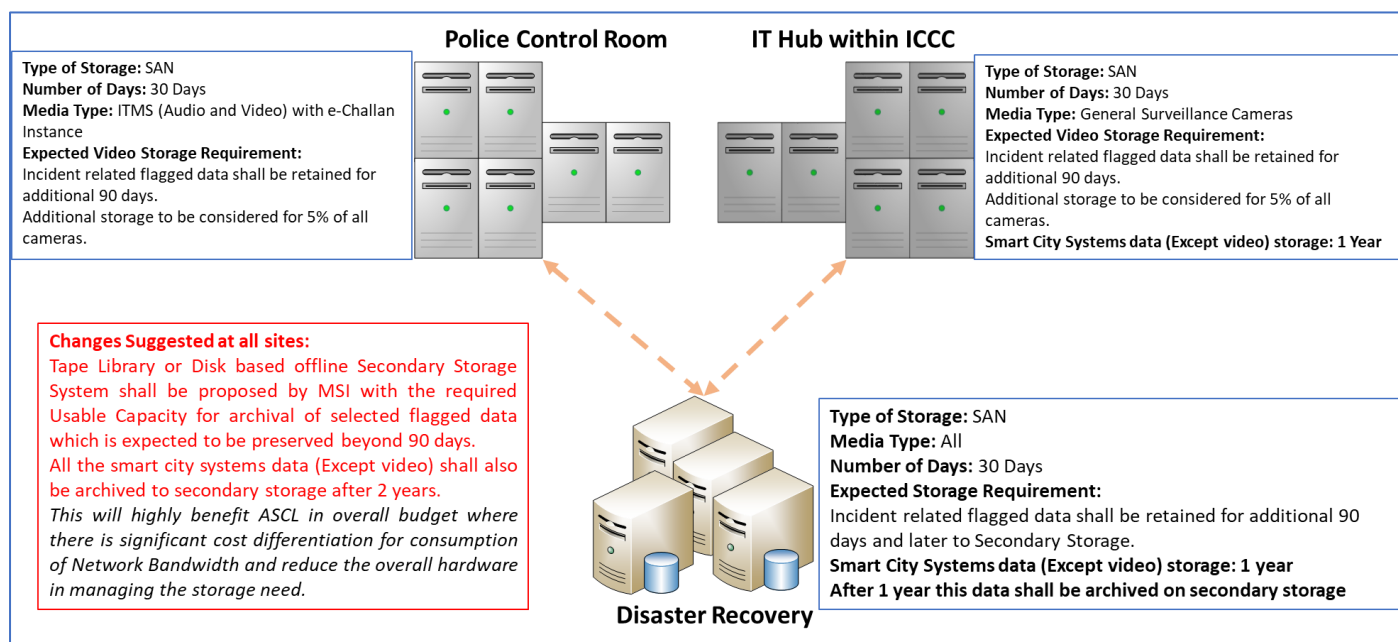 Police Control Room
IT Hub within ICCC
Type of Storage: SAN
Number of Days: 30 Days
Media Type: ITMS (Audio and Video) with e-Challan
Instance
Expected Video Storage Requirement:
Incident related flagged data shall be retained for
additional 90 days.
Additional storage to be considered for 5% of all
cameras.
Type of Storage: SAN
Number of Days: 30 Days
Media Type: General Surveillance Cameras
Expected Video Storage Requirement:
Incident related flagged data shall be retained for
additional 90 days.
Additional storage to be considered for 5% of all
cameras.
Smart City Systems data (Except video) storage: 1 Year
Changes Suggested at all sites:
Tape Library or Disk based offline Secondary Storage
System shall be proposed by MSI with the required
Usable Capacity for archival of selected flagged data
which is expected to be preserved beyond 90 days.
All the smart city systems data (Except video) shall also
be archived to secondary storage after 2 years.
This will highly benefit ASCL in overall budget where
there is significant cost differentiation for consumption
of Network Bandwidth and reduce the overall hardware
in managing the storage need.
Type of Storage: SAN
Media Type: All
Number of Days: 30 Days
Expected Storage Requirement:
Incident related flagged data shall be retained for additional 90
days and later to Secondary Storage.
Smart City Systems data (Except video) storage: 1 year
After 1 year this data shall be archived on secondary storage
Disaster Recovery